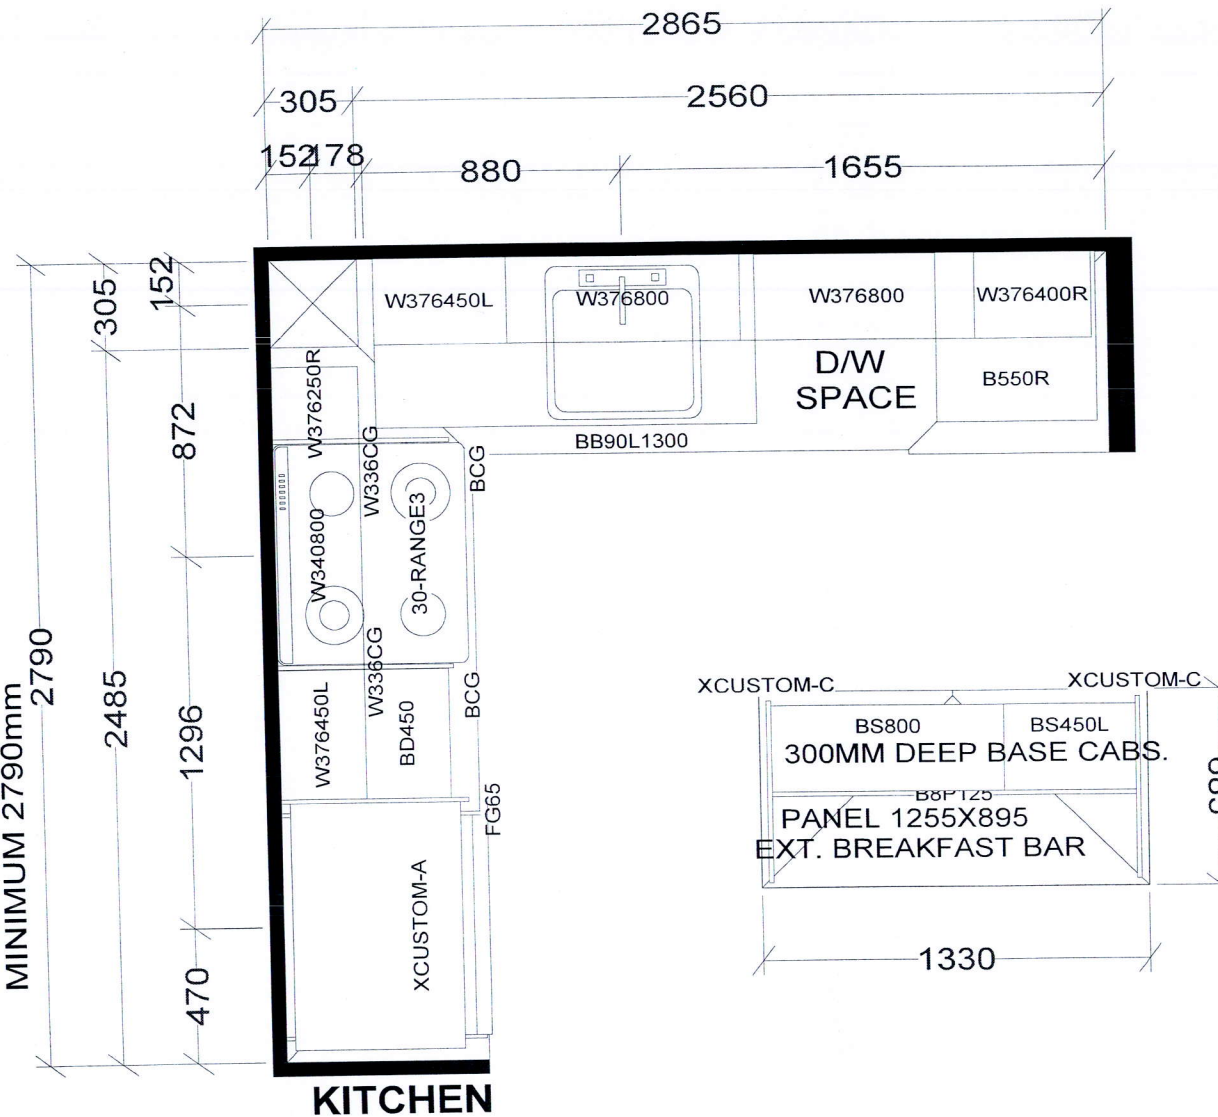 2865
305
2560
152
178
880
1655
152
305
872
2790
2485
1296
470
MINIMUM 2790mm
W376450L
W376800
W376800
W376400R
D/W
SPACE
B550R
BB90L1300
W376250R
W336CG
BCG
W340800
30-RANGE3
W336CG
BCG
W376450L
BD450
FG65
XCUSTOM-A
XCUSTOM-C
XCUSTOM-C
BS800
BS450L
300MM DEEP BASE CABS.
PANEL 1255X895
EXT. BREAKFAST BAR
1330
KITCHEN